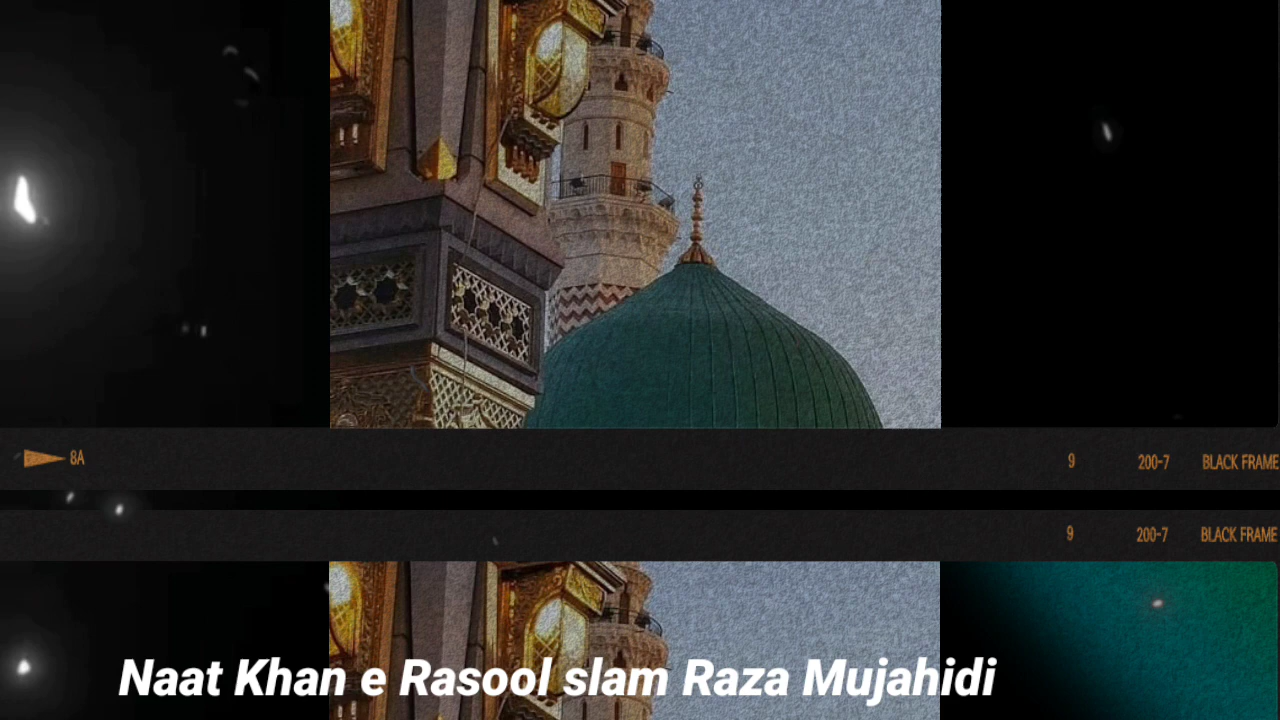 8A 9 200-7 BLACK FRAME
9 200-7 BLACK FRAME
Naat Khan e Rasool slam Raza Mujahidi